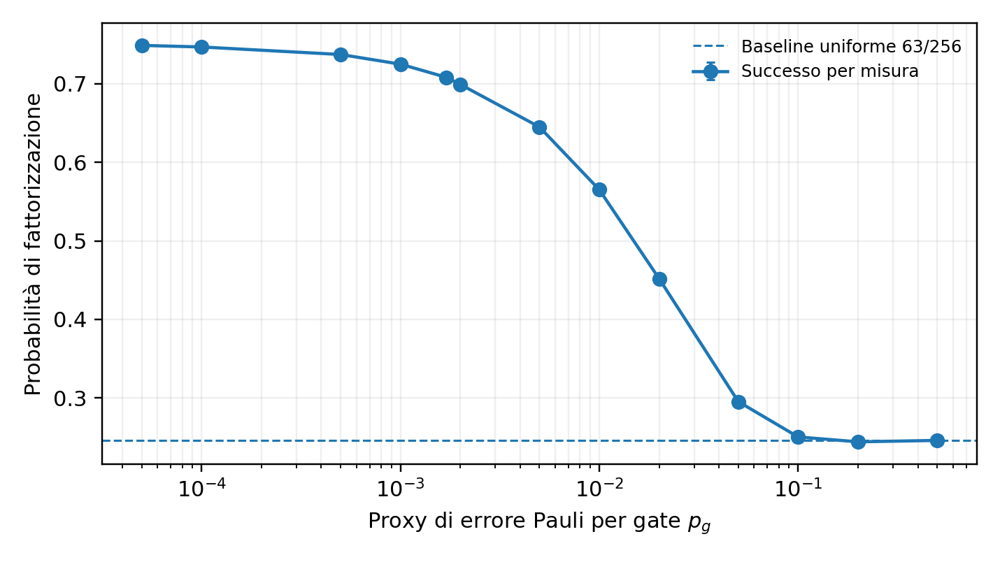 Baseline uniforme 63/256
Successo per misura
Probabilità di fattorizzazione
0.7
0.6
0.5
0.4
0.3
10⁻⁴
10⁻³
10⁻²
10⁻¹
Proxy di errore Pauli per gate p_g